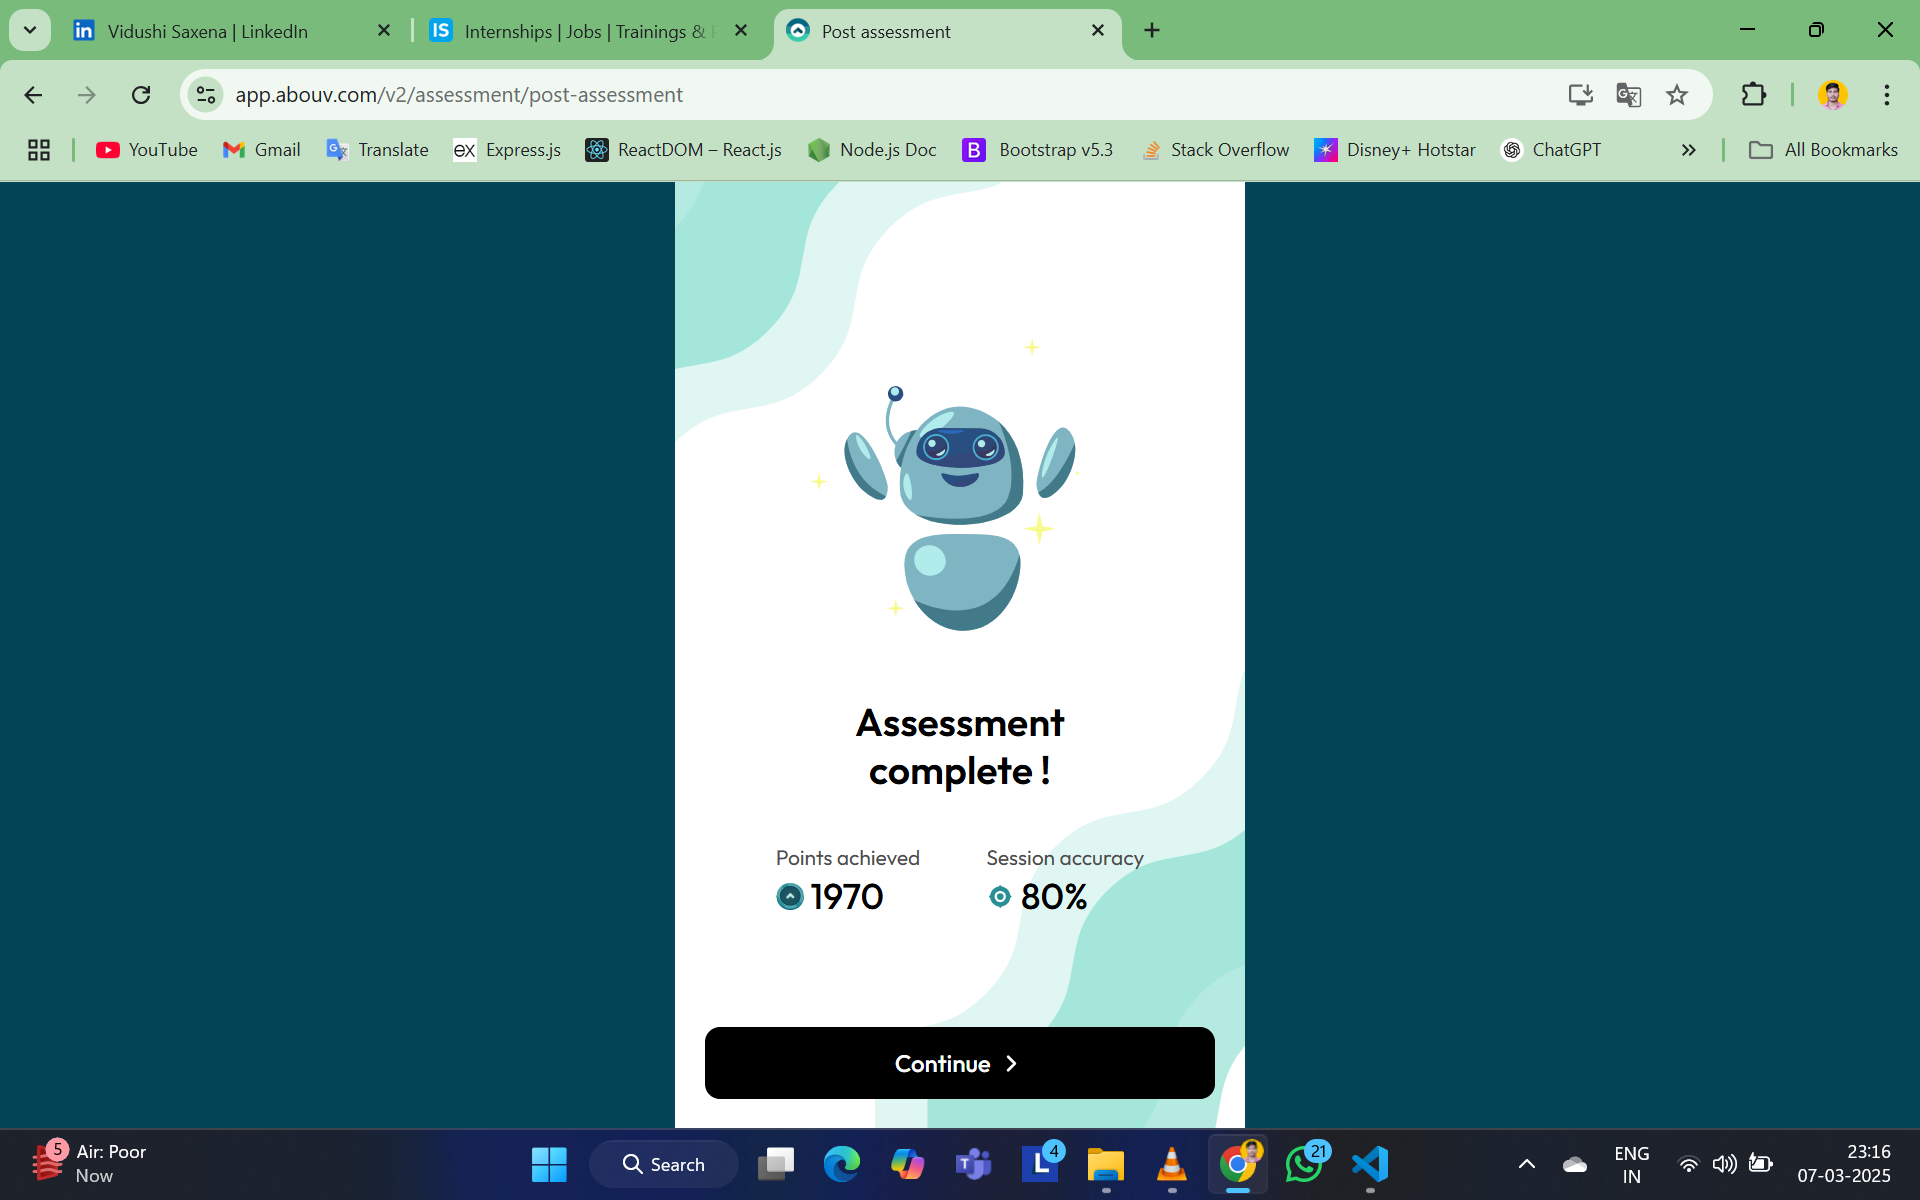 Vidushi Saxena | LinkedIn
IS
Internships | Jobs | Trainings &
Post assessment
app.abouv.com/v2/assessment/post-assessment
YouTube
Gmail
Translate
ex
Express.js
ReactDOM – React.js
Node.js Doc
B
Bootstrap v5.3
Stack Overflow
Disney+ Hotstar
ChatGPT
All Bookmarks
Assessment
complete !
Points achieved
Session accuracy
1970
80%
Continue
5
Air: Poor
Now
Search
L
4
21
ENG
IN
23:16
07-03-2025